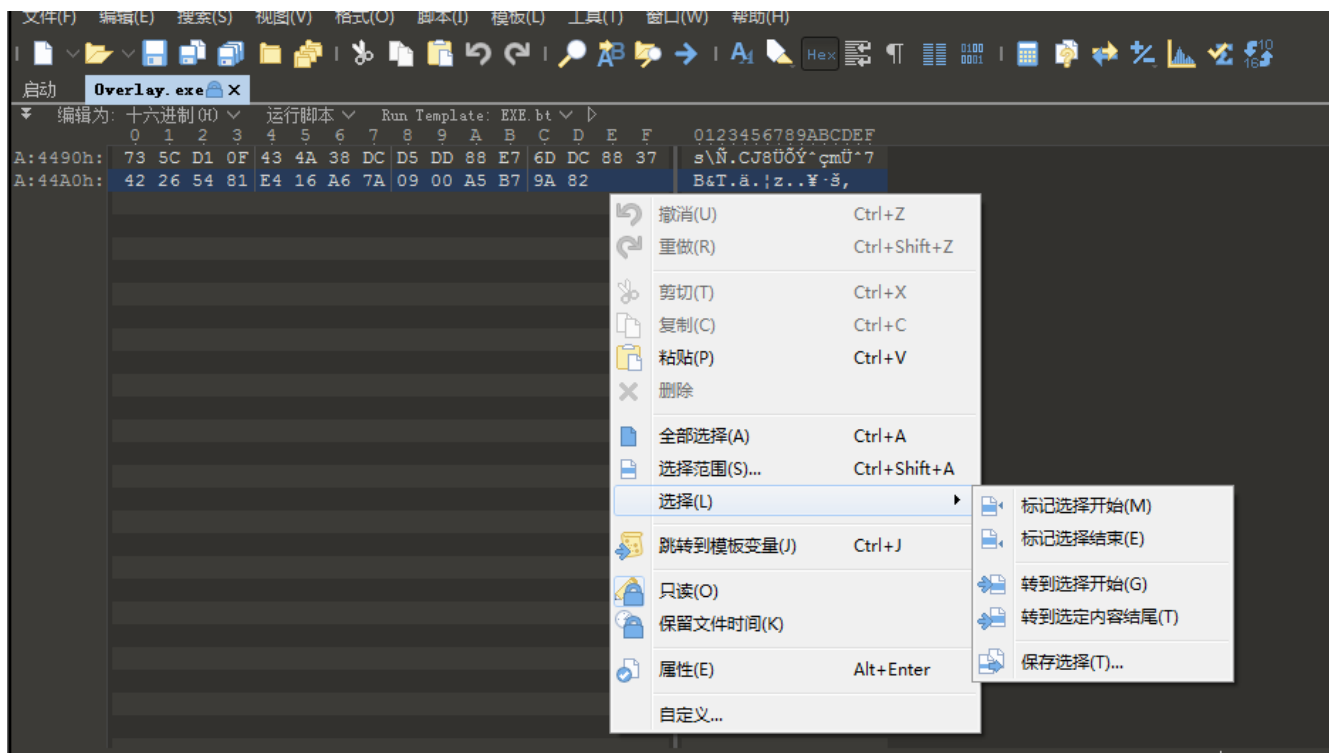 文件(F) 编辑(E) 搜索(S) 视图(V) 格式(O) 脚本(I) 模板(L) 工具(T) 窗口(W) 帮助(H)
Hex
启动 Overlay.exe
编辑为: 十六进制(H) 运行脚本 Run Template: EXE.bt
0 1 2 3 4 5 6 7 8 9 A B C D E F 0123456789ABCDEF
A:4490h: 73 5C D1 0F 43 4A 38 DC D5 DD 88 E7 6D DC 88 37 s\Ñ.CJ8ÜÕÝˆçmÜˆ7
A:44A0h: 42 26 54 81 E4 16 A6 7A 09 00 A5 B7 9A 82 B&T.ä.¦z..¥·š‚
撤消(U) Ctrl+Z
重做(R) Ctrl+Shift+Z
剪切(T) Ctrl+X
复制(C) Ctrl+C
粘贴(P) Ctrl+V
删除
全部选择(A) Ctrl+A
选择范围(S)... Ctrl+Shift+A
选择(L)
标记选择开始(M)
标记选择结束(E)
转到选择开始(G)
转到选定内容结尾(T)
保存选择(T)...
跳转到模板变量(J) Ctrl+J
只读(O)
保留文件时间(K)
属性(E) Alt+Enter
自定义...